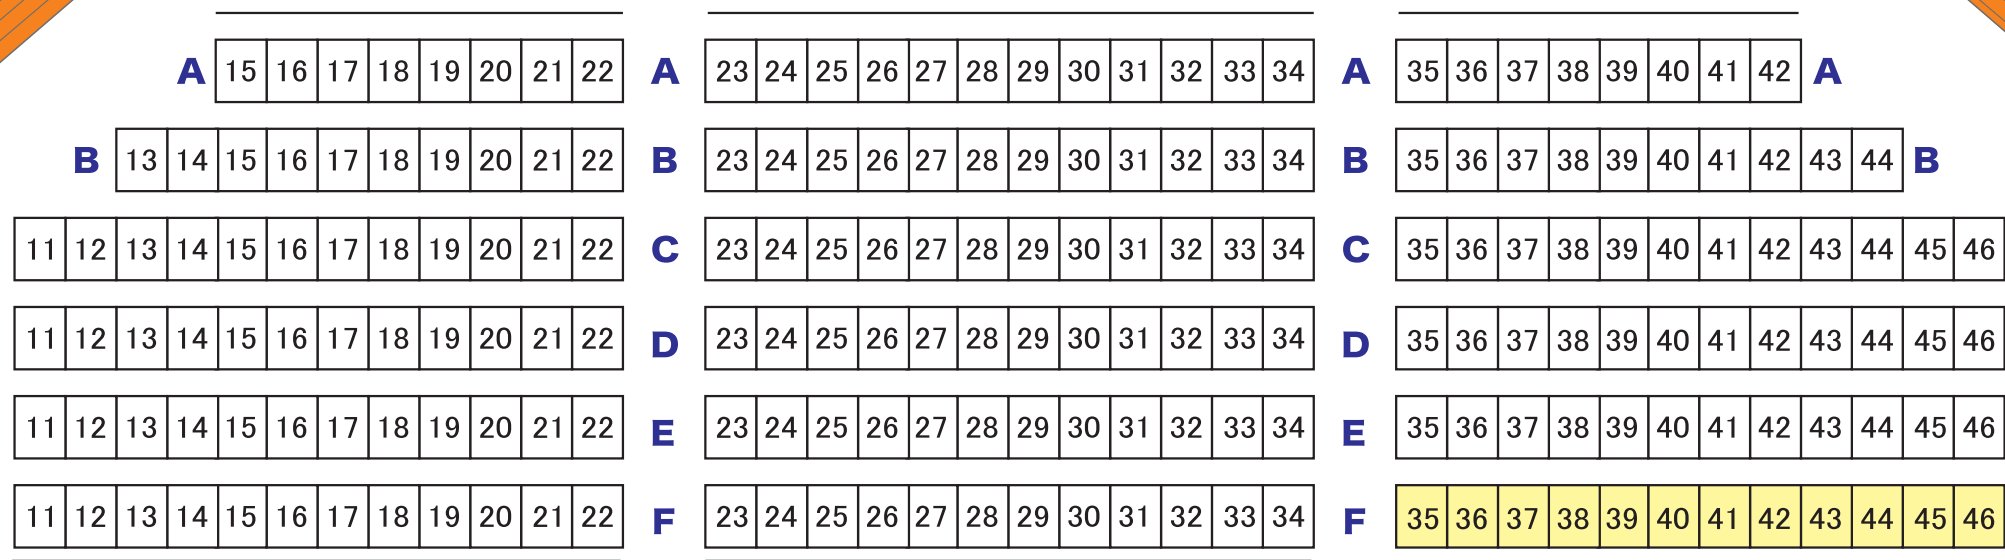 A 15 16 17 18 19 20 21 22 A 23 24 25 26 27 28 29 30 31 32 33 34 A 35 36 37 38 39 40 41 42 A
B 13 14 15 16 17 18 19 20 21 22 B 23 24 25 26 27 28 29 30 31 32 33 34 B 35 36 37 38 39 40 41 42 43 44 B
11 12 13 14 15 16 17 18 19 20 21 22 C 23 24 25 26 27 28 29 30 31 32 33 34 C 35 36 37 38 39 40 41 42 43 44 45 46
11 12 13 14 15 16 17 18 19 20 21 22 D 23 24 25 26 27 28 29 30 31 32 33 34 D 35 36 37 38 39 40 41 42 43 44 45 46
11 12 13 14 15 16 17 18 19 20 21 22 E 23 24 25 26 27 28 29 30 31 32 33 34 E 35 36 37 38 39 40 41 42 43 44 45 46
11 12 13 14 15 16 17 18 19 20 21 22 F 23 24 25 26 27 28 29 30 31 32 33 34 F 35 36 37 38 39 40 41 42 43 44 45 46